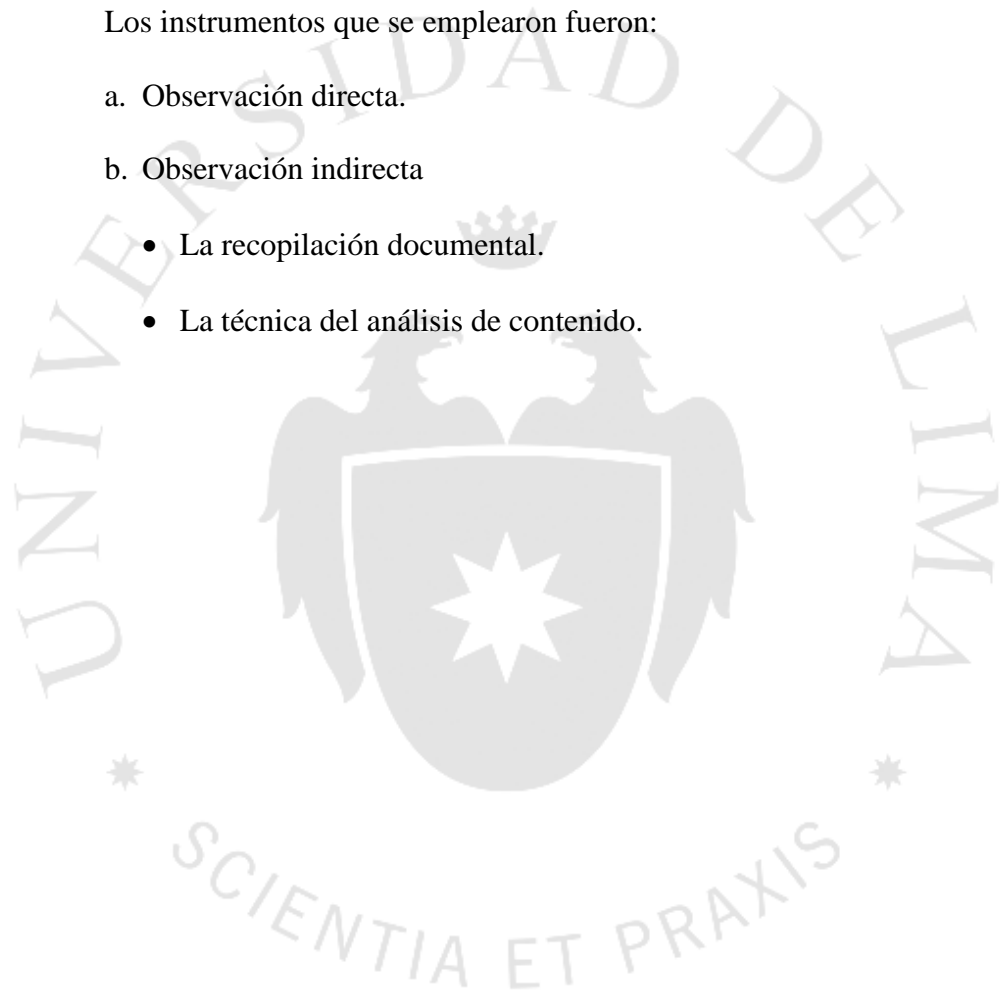 Los instrumentos que se emplearon fueron:
a. Observación directa.
b. Observación indirecta
• La recopilación documental.
• La técnica del análisis de contenido.
UNIVERSIDAD DE LIMA
SCIENTIA ET PRAXIS